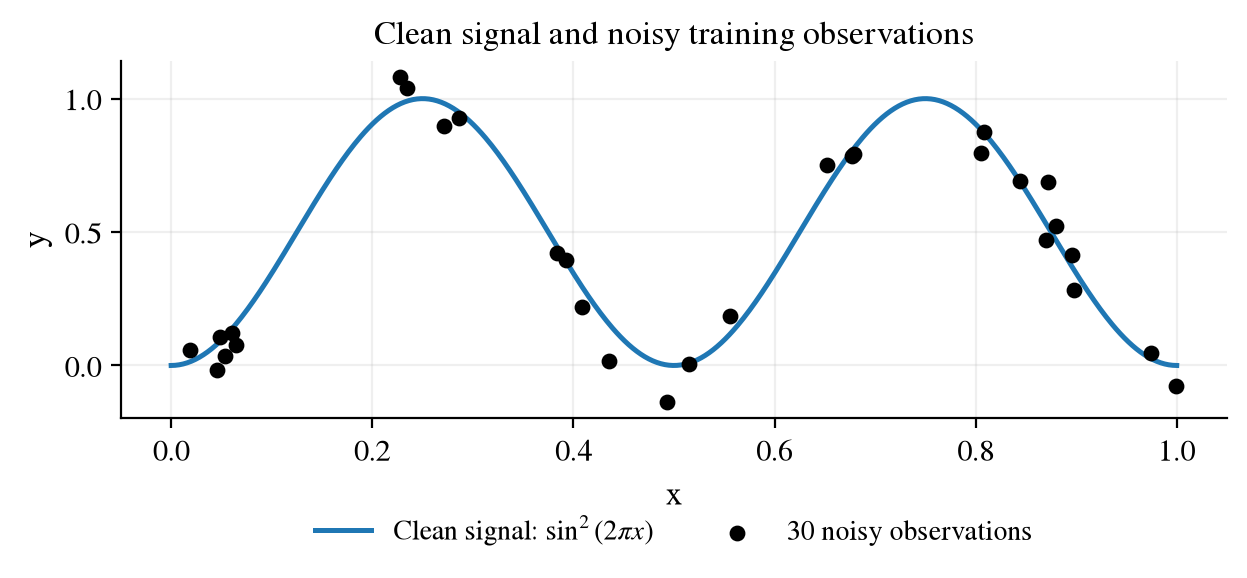 Clean signal and noisy training observations
1.0
0.5
0.0
y
0.0 0.2 0.4 0.6 0.8 1.0
x
Clean signal: sin² (2πx) 30 noisy observations